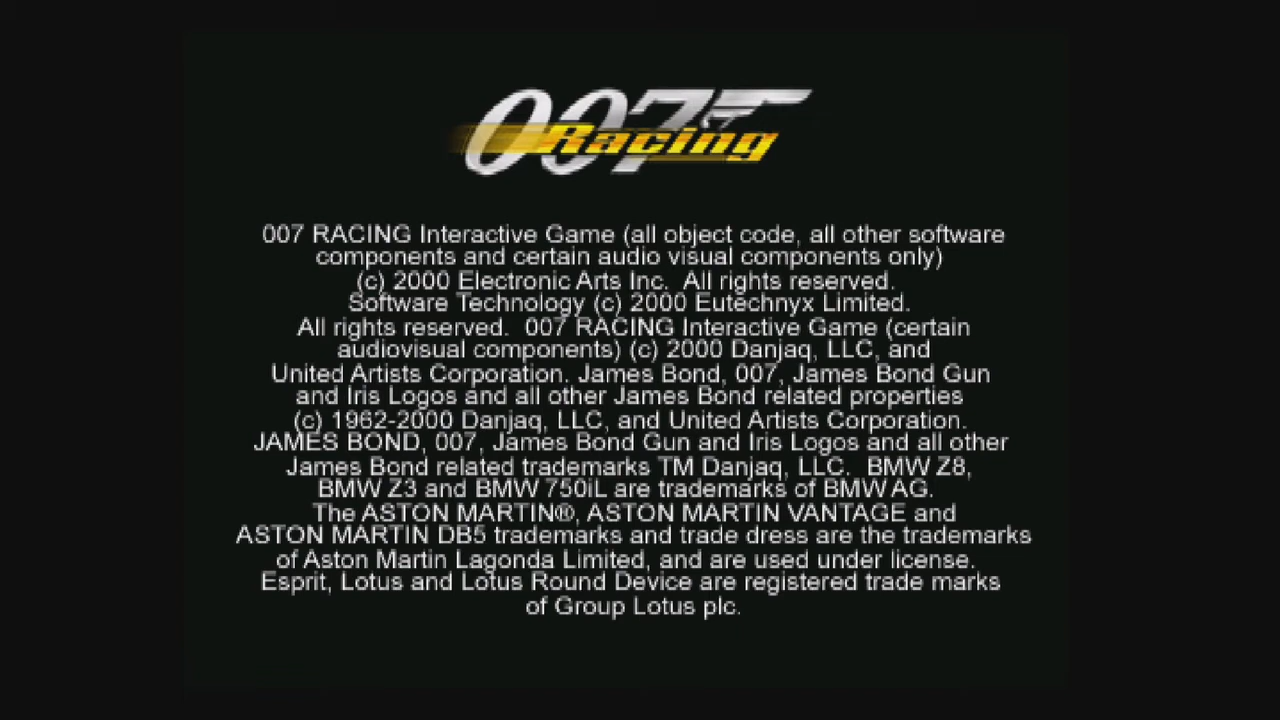 007
Racing
007 RACING Interactive Game (all object code, all other software
components and certain audio visual components only)
(c) 2000 Electronic Arts Inc.  All rights reserved.
Software Technology (c) 2000 Eutechnyx Limited.
All rights reserved.  007 RACING Interactive Game (certain
audiovisual components) (c) 2000 Danjaq, LLC, and
United Artists Corporation. James Bond, 007, James Bond Gun
and Iris Logos and all other James Bond related properties
(c) 1962-2000 Danjaq, LLC, and United Artists Corporation.
JAMES BOND, 007, James Bond Gun and Iris Logos and all other
James Bond related trademarks TM Danjaq, LLC.  BMW Z8,
BMW Z3 and BMW 750iL are trademarks of BMW AG.
The ASTON MARTIN®, ASTON MARTIN VANTAGE and
ASTON MARTIN DB5 trademarks and trade dress are the trademarks
of Aston Martin Lagonda Limited, and are used under license.
Esprit, Lotus and Lotus Round Device are registered trade marks
of Group Lotus plc.